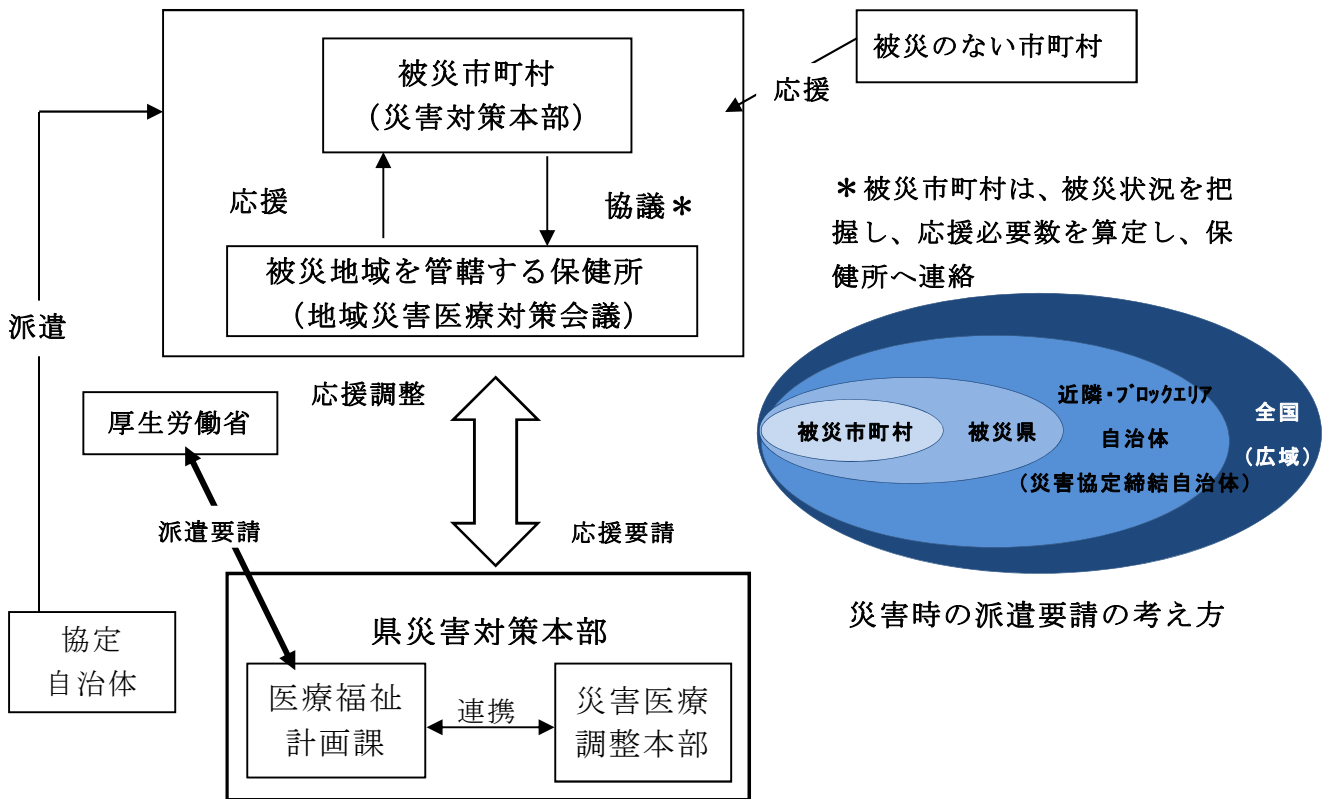 被災市町村
（災害対策本部）
被災のない市町村
応援
応援
協議＊
被災地域を管轄する保健所
（地域災害医療対策会議）
＊被災市町村は、被災状況を把
握し、応援必要数を算定し、保
健所へ連絡
派遣
応援調整
厚生労働省
派遣要請
応援要請
被災市町村
被災県
近隣・ﾌﾞﾛｯｸｴﾘｱ
自治体
（災害協定締結自治体）
全国
（広域）
災害時の派遣要請の考え方
協定
自治体
県災害対策本部
医療福祉
計画課
連携
災害医療
調整本部